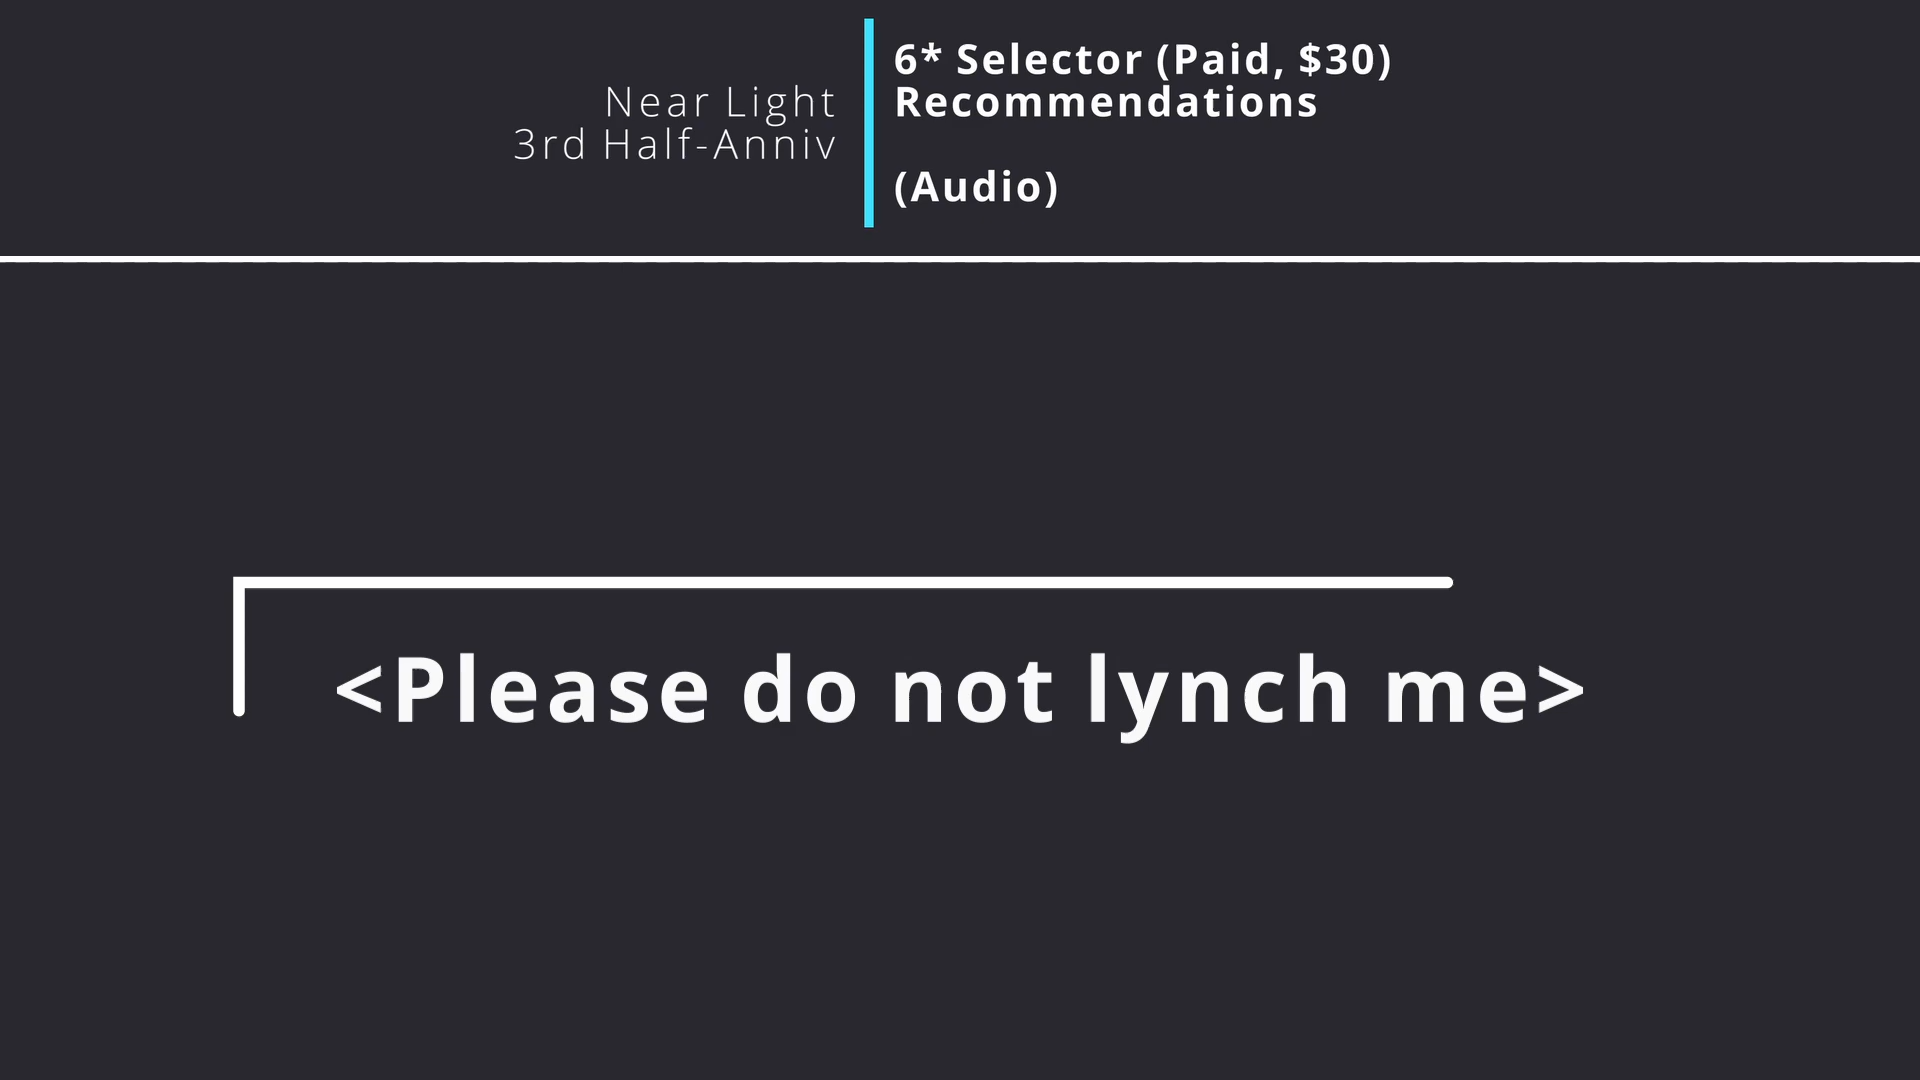 Near Light
3rd Half-Anniv
6* Selector (Paid, $30)
Recommendations
(Audio)
<Please do not lynch me>